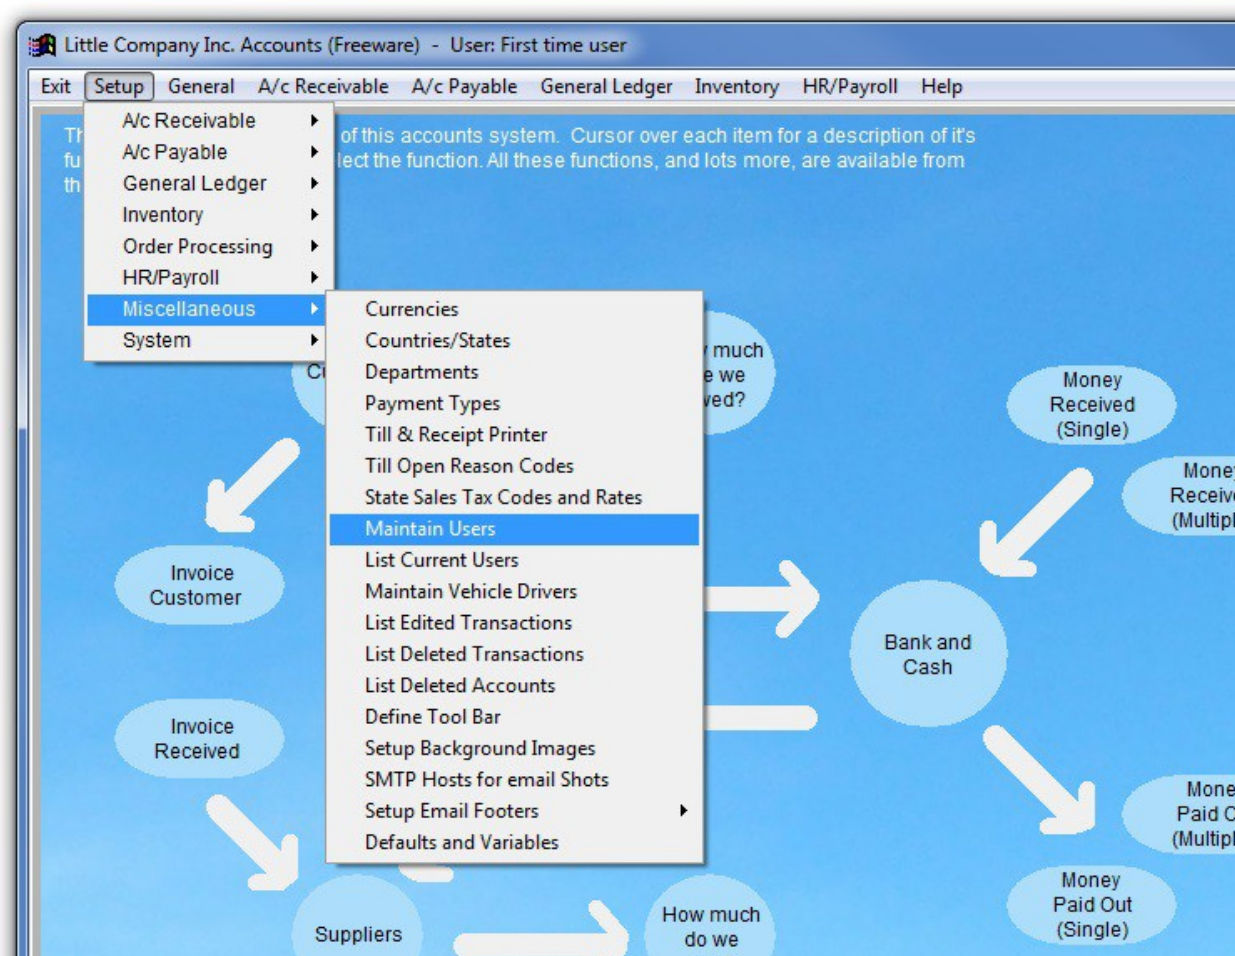 Little Company Inc. Accounts (Freeware) - User: First time user
Exit Setup General A/c Receivable A/c Payable General Ledger Inventory HR/Payroll Help
of this accounts system. Cursor over each item for a description of it's
the function. All these functions, and lots more, are available from
A/c Receivable
A/c Payable
General Ledger
Inventory
Order Processing
HR/Payroll
Miscellaneous
System
Currencies
Countries/States
Departments
Payment Types
Till & Receipt Printer
Till Open Reason Codes
State Sales Tax Codes and Rates
Maintain Users
List Current Users
Maintain Vehicle Drivers
List Edited Transactions
List Deleted Transactions
List Deleted Accounts
Define Tool Bar
Setup Background Images
SMTP Hosts for email Shots
Setup Email Footers
Defaults and Variables
much
we
Money
Received
(Single)
Invoice
Customer
Bank and
Cash
Invoice
Received
Money
Paid Out
(Single)
Suppliers
How much
do we